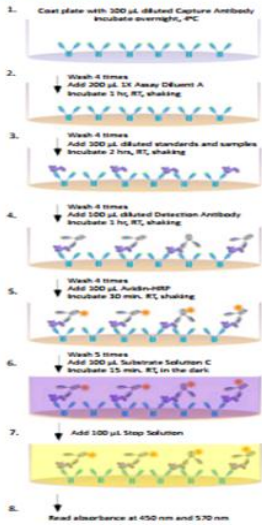 1. Coat plate with 100 µL diluted Capture Antibody
Incubate overnight, 4°C
2. Wash 4 times
Add 200 µL 1X Assay Diluent A
Incubate 1 hr, RT, shaking
3. Wash 4 times
Add 100 µL diluted standards and samples
Incubate 2 hrs, RT, shaking
4. Wash 4 times
Add 100 µL diluted Detection Antibody
Incubate 1 hr, RT, shaking
5. Wash 4 times
Add 100 µL Avidin-HRP
Incubate 30 min, RT, shaking
6. Wash 5 times
Add 100 µL Substrate Solution C
Incubate 15 min, RT, in the dark
7. Add 100 µL Stop Solution
8. Read absorbance at 450 nm and 570 nm